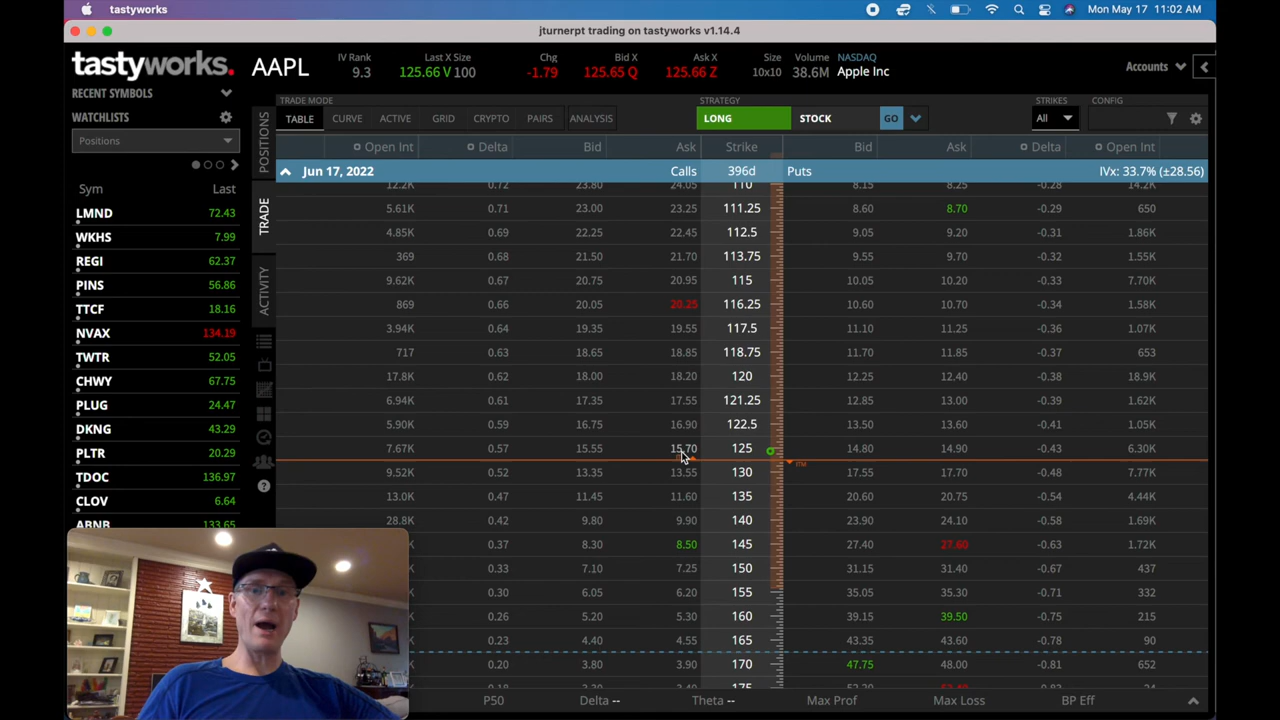 tastyworks
Mon May 17 11:02 AM
jturnerpt trading on tastyworks v1.14.4
tastyworks.
AAPL
IV Rank
9.3
Last X Size
125.66 V 100
Chg
-1.79
Bid X
125.65 Q
Ask X
125.66 Z
Size
10x10
Volume
38.6M
NASDAQ
Apple Inc
Accounts
RECENT SYMBOLS
WATCHLISTS
Positions
Sym Last
LMND 72.43
WKHS 7.99
REGI 62.37
PINS 56.86
TTCF 18.16
NVAX 134.19
TWTR 52.05
CHWY 67.75
PLUG 24.47
DKNG 43.29
PLTR 20.29
TDOC 136.97
CLOV 6.64
ABNB 133.65
POSITIONS
TRADE
ACTIVITY
TRADE MODE
TABLE CURVE ACTIVE GRID CRYPTO PAIRS ANALYSIS
STRATEGY
LONG STOCK GO
STRIKES
All
CONFIG
Open Int Delta Bid Ask Strike Bid Ask Delta Open Int
Jun 17, 2022 Calls 396d Puts IVx: 33.7% (±28.56)
12.2K 0.72 23.80 24.05 110 8.15 8.25 -0.28 14.2K
5.61K 0.71 23.00 23.25 111.25 8.60 8.70 -0.29 650
4.85K 0.69 22.25 22.45 112.5 9.05 9.20 -0.31 1.86K
369 0.68 21.50 21.70 113.75 9.55 9.70 -0.32 1.55K
9.62K 0.67 20.75 20.95 115 10.05 10.20 -0.33 7.70K
869 0.66 20.05 20.25 116.25 10.60 10.70 -0.34 1.58K
3.94K 0.64 19.35 19.55 117.5 11.10 11.25 -0.36 1.07K
717 0.63 18.65 18.85 118.75 11.70 11.85 -0.37 653
17.8K 0.62 18.00 18.20 120 12.25 12.40 -0.38 18.9K
6.94K 0.61 17.35 17.55 121.25 12.85 13.00 -0.39 1.62K
5.90K 0.59 16.75 16.90 122.5 13.50 13.60 -0.41 1.06K
7.67K 0.57 15.55 15.70 125 14.80 14.90 -0.43 6.30K
ITM
9.52K 0.52 13.35 13.55 130 17.55 17.70 -0.48 7.77K
13.0K 0.47 11.45 11.60 135 20.60 20.75 -0.54 4.44K
28.8K 0.42 9.80 9.90 140 23.90 24.10 -0.58 1.69K
0.37 8.30 8.50 145 27.40 27.60 -0.63 1.72K
0.33 7.10 7.25 150 31.15 31.40 -0.67 437
0.30 6.05 6.20 155 35.05 35.30 -0.71 332
0.26 5.20 5.30 160 39.15 39.50 -0.75 215
0.23 4.40 4.55 165 43.35 43.60 -0.78 90
0.20 3.80 3.90 170 47.75 48.00 -0.81 652
175
P50 Delta -- Theta -- Max Prof Max Loss BP Eff